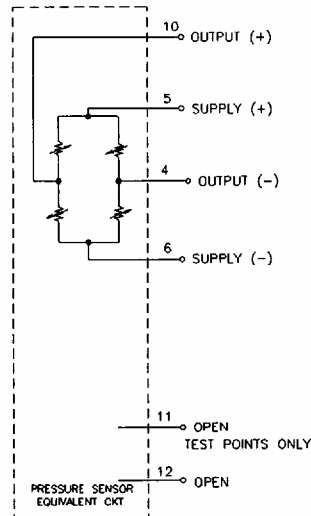 10 OUTPUT (+)
5 SUPPLY (+)
4 OUTPUT (-)
6 SUPPLY (-)
11 OPEN
TEST POINTS ONLY
12 OPEN
PRESSURE SENSOR
EQUIVALENT CKT